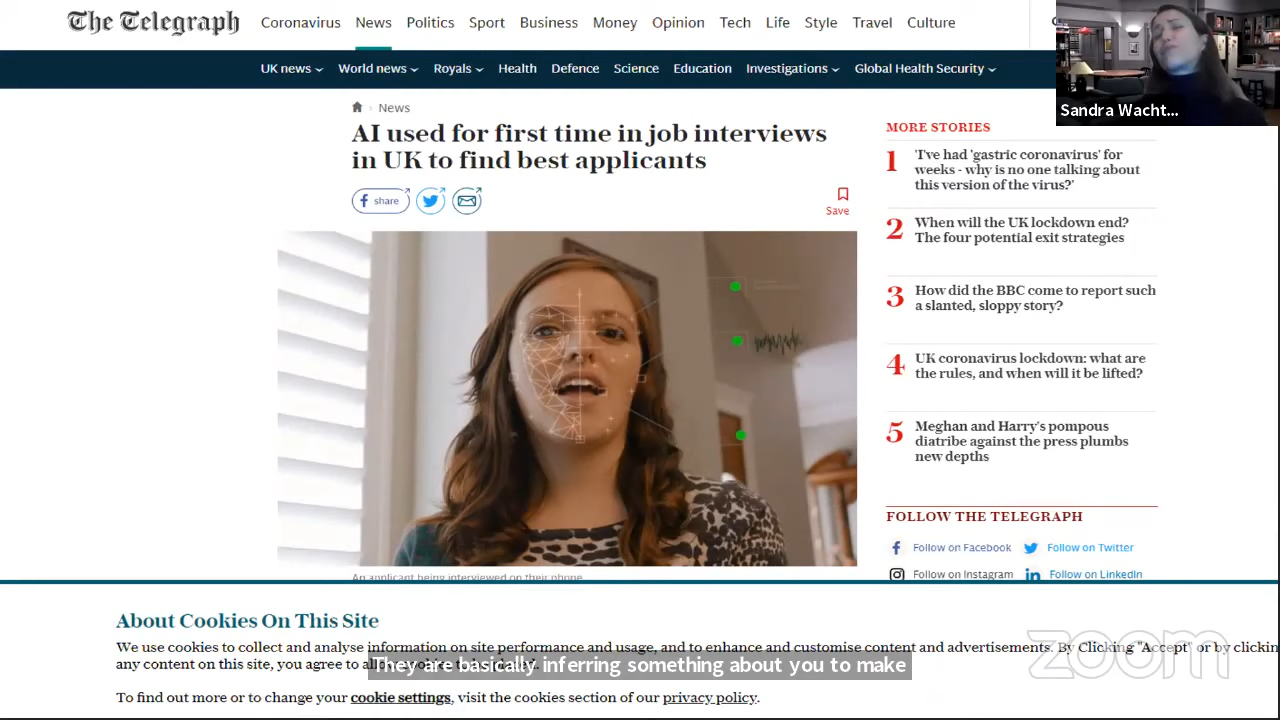 The Telegraph
Coronavirus News Politics Sport Business Money Opinion Tech Life Style Travel Culture
UK news World news Royals Health Defence Science Education Investigations Global Health Security
Sandra Wacht...
News
AI used for first time in job interviews
in UK to find best applicants
share
Save
An applicant being interviewed on their phone
MORE STORIES
1 'I've had 'gastric coronavirus' for
weeks - why is no one talking about
this version of the virus?'
2 When will the UK lockdown end?
The four potential exit strategies
3 How did the BBC come to report such
a slanted, sloppy story?
4 UK coronavirus lockdown: what are
the rules, and when will it be lifted?
5 Meghan and Harry's pompous
diatribe against the press plumbs
new depths
FOLLOW THE TELEGRAPH
Follow on Facebook Follow on Twitter
Follow on Instagram Follow on LinkedIn
About Cookies On This Site
We use cookies to collect and analyse information on site performance and usage, and to enhance and customise content and advertisements. By Clicking "Accept" or by clickin
any content on this site, you agree to
They are basically inferring something about you to make
To find out more or to change your cookie settings, visit the cookies section of our privacy policy.
zoom